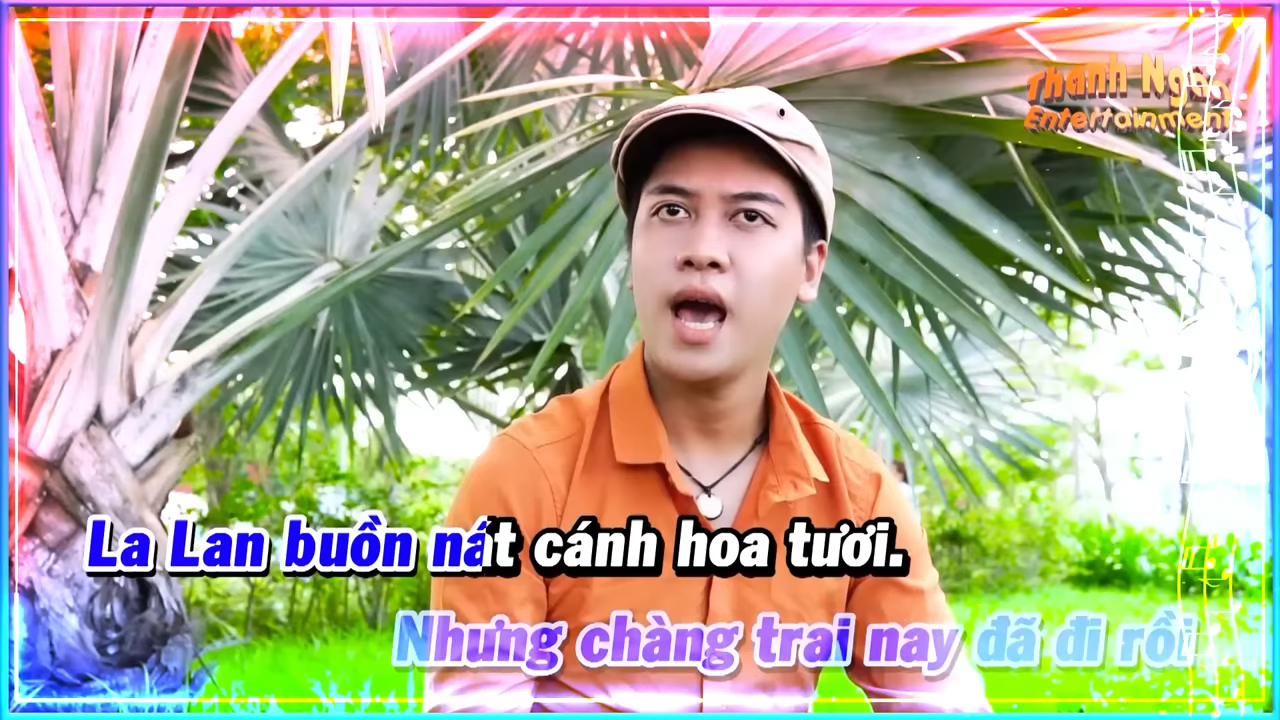 Thanh Ngân
Entertainment
La Lan buồn nát cánh hoa tươi.
Nhưng chàng trai nay đã đi rồi